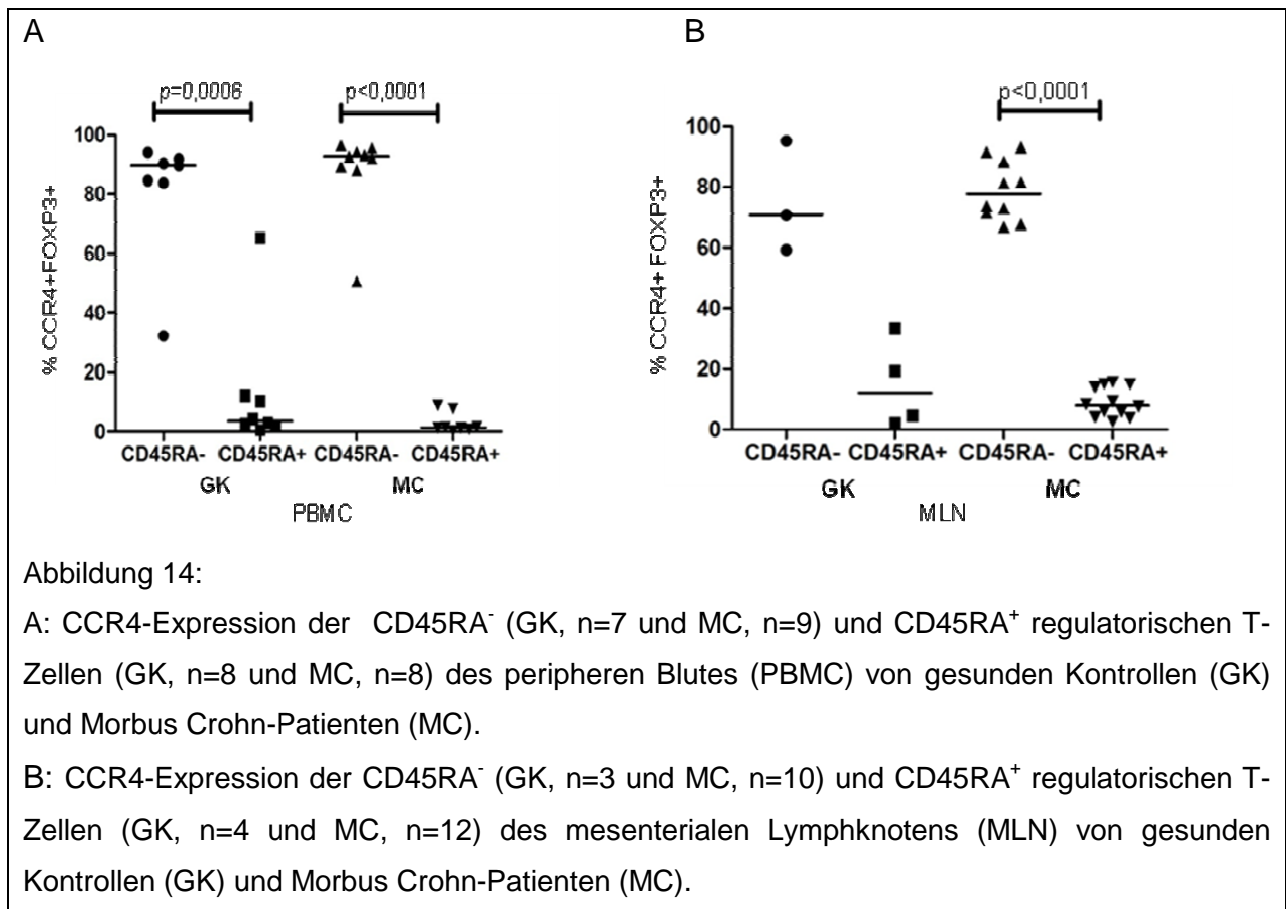 A
B
p=0,0006
p<0,0001
p<0,0001
% CCR4+FOXP3+
100
80
60
40
20
0
CD45RA- CD45RA+ CD45RA- CD45RA+
GK MC
PBMC
% CCR4+ FOXP3+
100
80
60
40
20
0
CD45RA- CD45RA+ CD45RA- CD45RA+
GK MC
MLN
Abbildung 14:
A: CCR4-Expression der CD45RA⁻ (GK, n=7 und MC, n=9) und CD45RA⁺ regulatorischen T-
Zellen (GK, n=8 und MC, n=8) des peripheren Blutes (PBMC) von gesunden Kontrollen (GK)
und Morbus Crohn-Patienten (MC).
B: CCR4-Expression der CD45RA⁻ (GK, n=3 und MC, n=10) und CD45RA⁺ regulatorischen T-
Zellen (GK, n=4 und MC, n=12) des mesenterialen Lymphknotens (MLN) von gesunden
Kontrollen (GK) und Morbus Crohn-Patienten (MC).